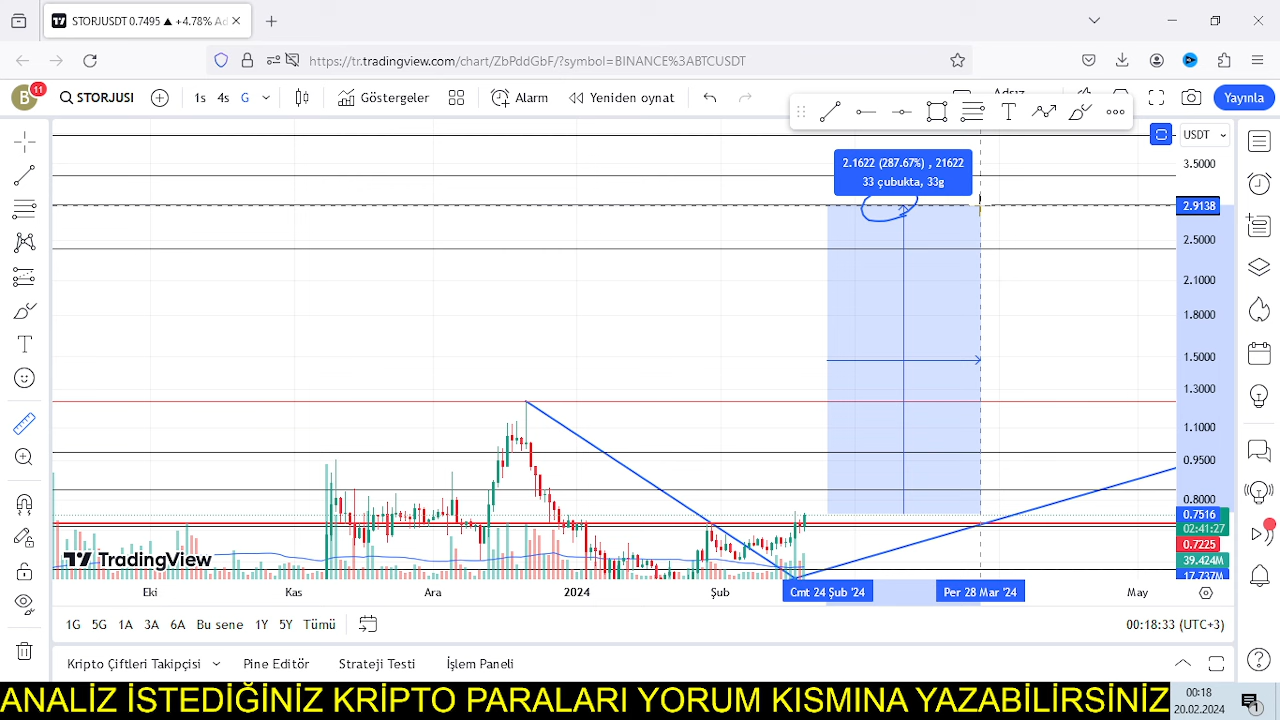 STORJUSDT 0.7495 ▲ +4.78% Ad
https://tr.tradingview.com/chart/ZbPddGbF/?symbol=BINANCE%3ABTCUSDT
B
11
STORJUSI
1s 4s G
Göstergeler
Alarm
Yeniden oynat
Adsız
Yayınla
USDT
2.1622 (287.67%) , 21622
33 çubukta, 33g
3.5000
2.9138
2.5000
2.1000
1.8000
1.5000
1.3000
1.1000
0.9500
0.8000
0.7516
02:41:27
0.7225
39.424M
17.737M
TradingView
Eki Kas Ara 2024 Şub Cmt 24 Şub '24 Per 28 Mar '24 May
1G 5G 1A 3A 6A Bu sene 1Y 5Y Tümü
00:18:33 (UTC+3)
Kripto Çiftleri Takipçisi Pine Editör Strateji Testi İşlem Paneli
ANALİZ İSTEDİĞİNİZ KRİPTO PARALARI YORUM KISMINA YAZABİLİRSİNİZ
00:18
20.02.2024